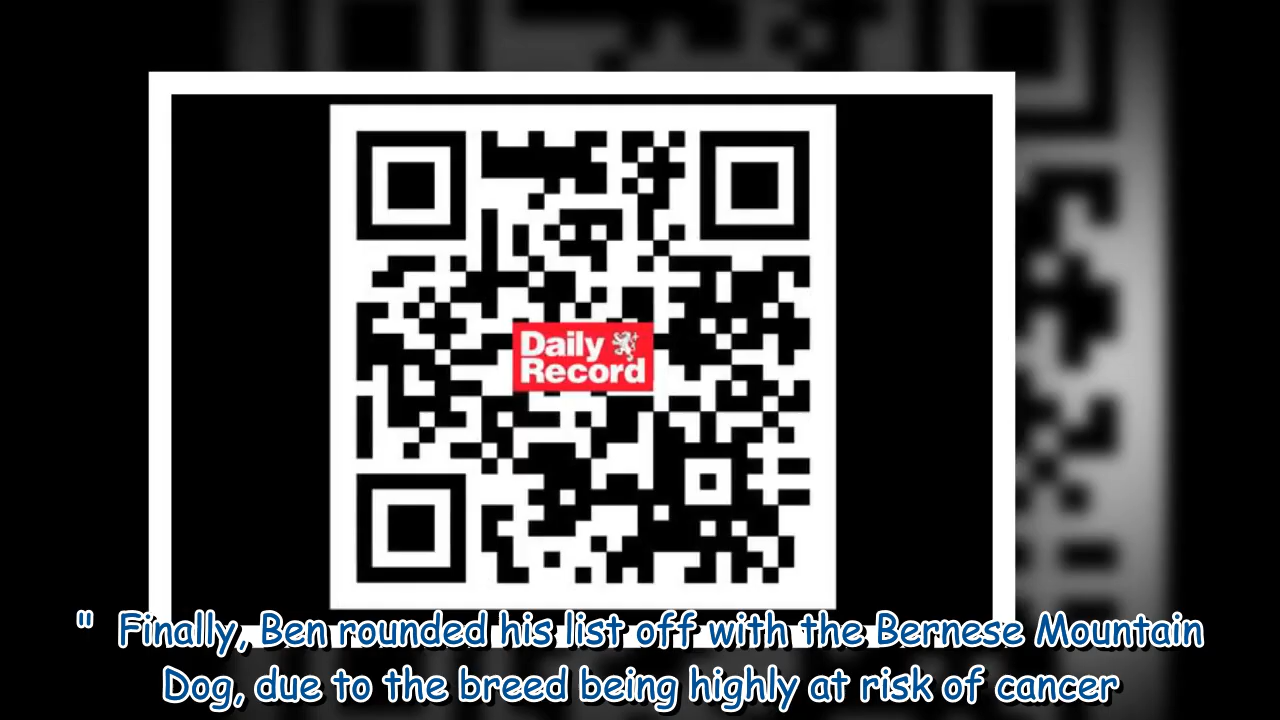 Daily
Record
" Finally, Ben rounded his list off with the Bernese Mountain
Dog, due to the breed being highly at risk of cancer